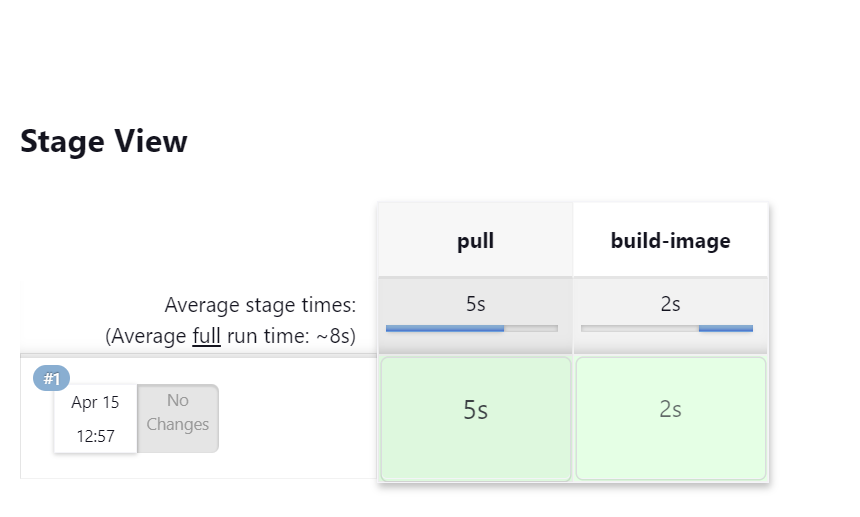 Stage View
pull
build-image
Average stage times:
5s
2s
(Average full run time: ~8s)
#1
Apr 15
No
Changes
12:57
5s
2s